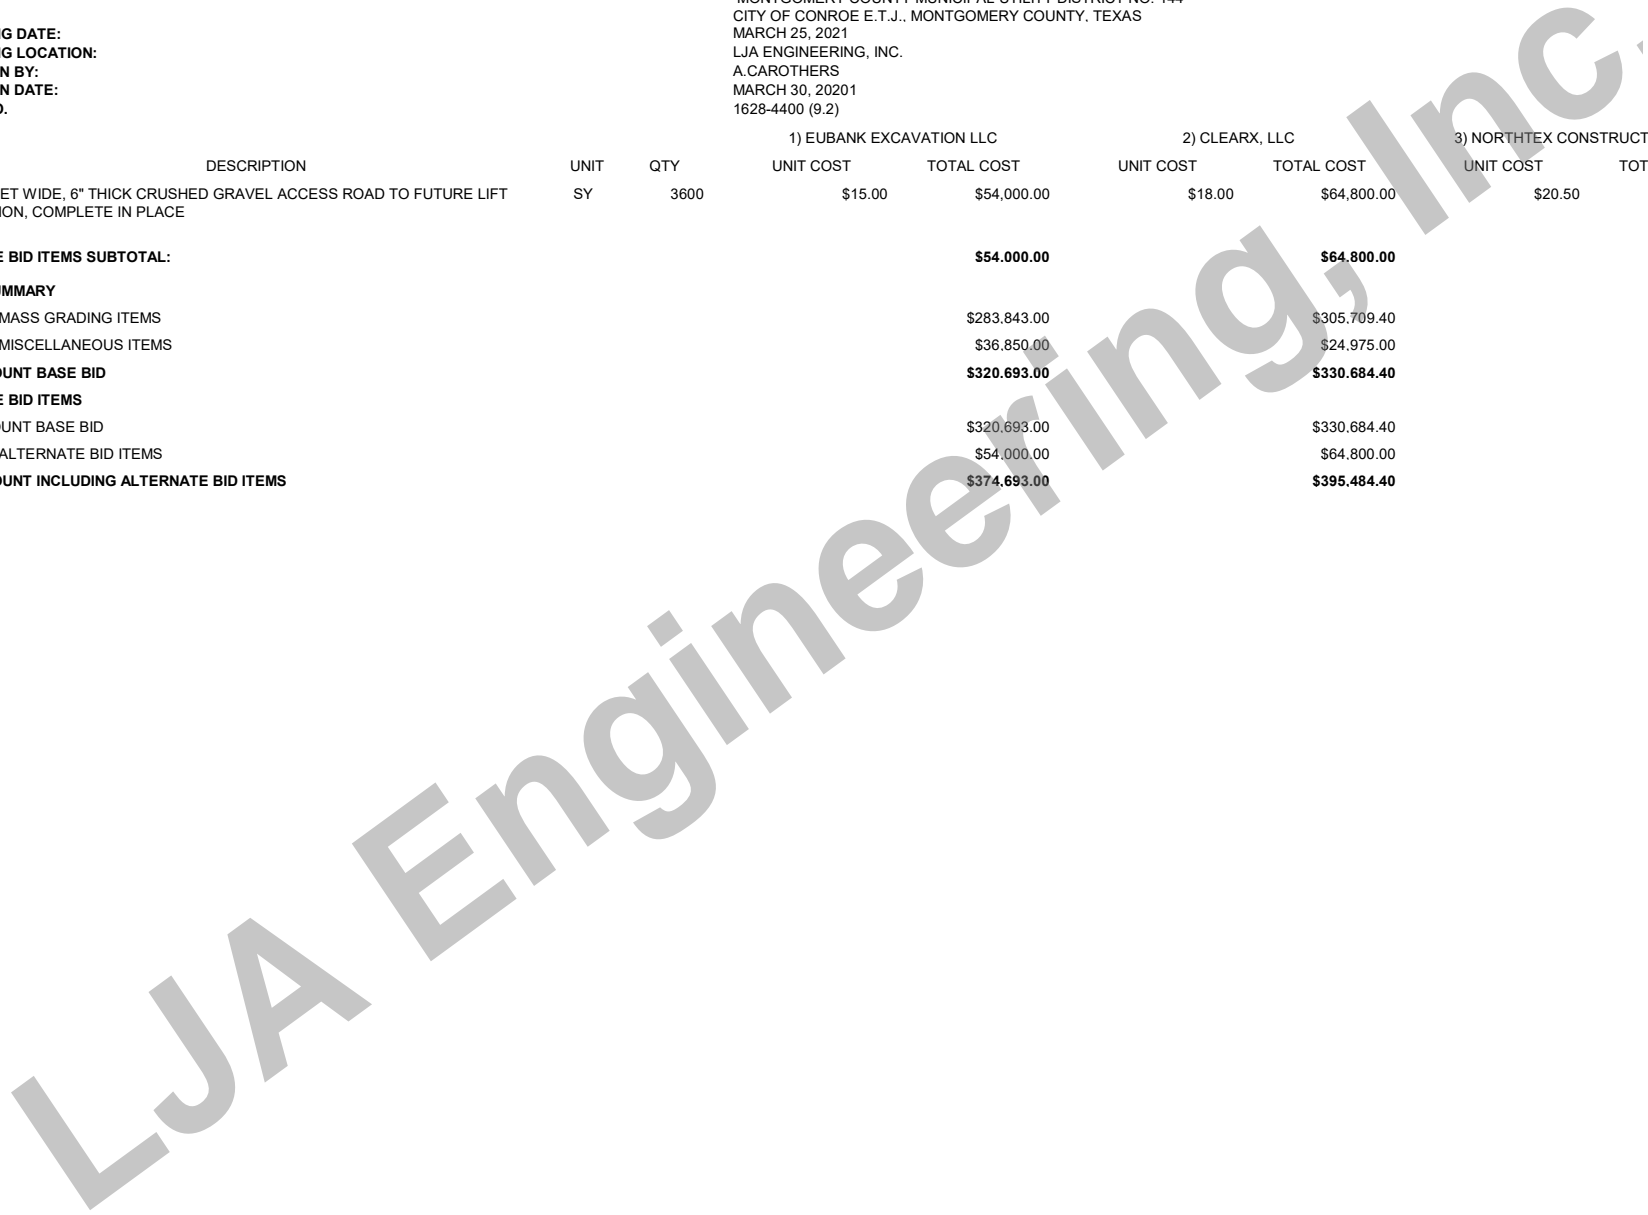 MONTGOMERY COUNTY MUNICIPAL UTILITY DISTRICT NO. 144
CITY OF CONROE E.T.J., MONTGOMERY COUNTY, TEXAS
G DATE: MARCH 25, 2021
G LOCATION: LJA ENGINEERING, INC.
N BY: A.CAROTHERS
N DATE: MARCH 30, 20201
O. 1628-4400 (9.2)
1) EUBANK EXCAVATION LLC 2) CLEARX, LLC 3) NORTHTEX CONSTRUCT
DESCRIPTION UNIT QTY UNIT COST TOTAL COST UNIT COST TOTAL COST UNIT COST TOT
ET WIDE, 6" THICK CRUSHED GRAVEL ACCESS ROAD TO FUTURE LIFT SY 3600 $15.00 $54,000.00 $18.00 $64,800.00 $20.50
ION, COMPLETE IN PLACE
E BID ITEMS SUBTOTAL: $54,000.00 $64,800.00
UMMARY
MASS GRADING ITEMS $283,843.00 $305,709.40
MISCELLANEOUS ITEMS $36,850.00 $24,975.00
OUNT BASE BID $320,693.00 $330,684.40
E BID ITEMS
OUNT BASE BID $320,693.00 $330,684.40
ALTERNATE BID ITEMS $54,000.00 $64,800.00
OUNT INCLUDING ALTERNATE BID ITEMS $374,693.00 $395,484.40
LJA Engineering, Inc.